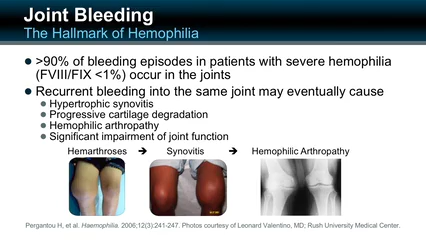 Joint Bleeding
The Hallmark of Hemophilia
● >90% of bleeding episodes in patients with severe hemophilia
(FVIII/FIX <1%) occur in the joints
● Recurrent bleeding into the same joint may eventually cause
● Hypertrophic synovitis
● Progressive cartilage degradation
● Hemophilic arthropathy
● Significant impairment of joint function
Hemarthroses ➔ Synovitis ➔ Hemophilic Arthropathy
Pergantou H, et al. Haemophilia. 2006;12(3):241-247. Photos courtesy of Leonard Valentino, MD; Rush University Medical Center.